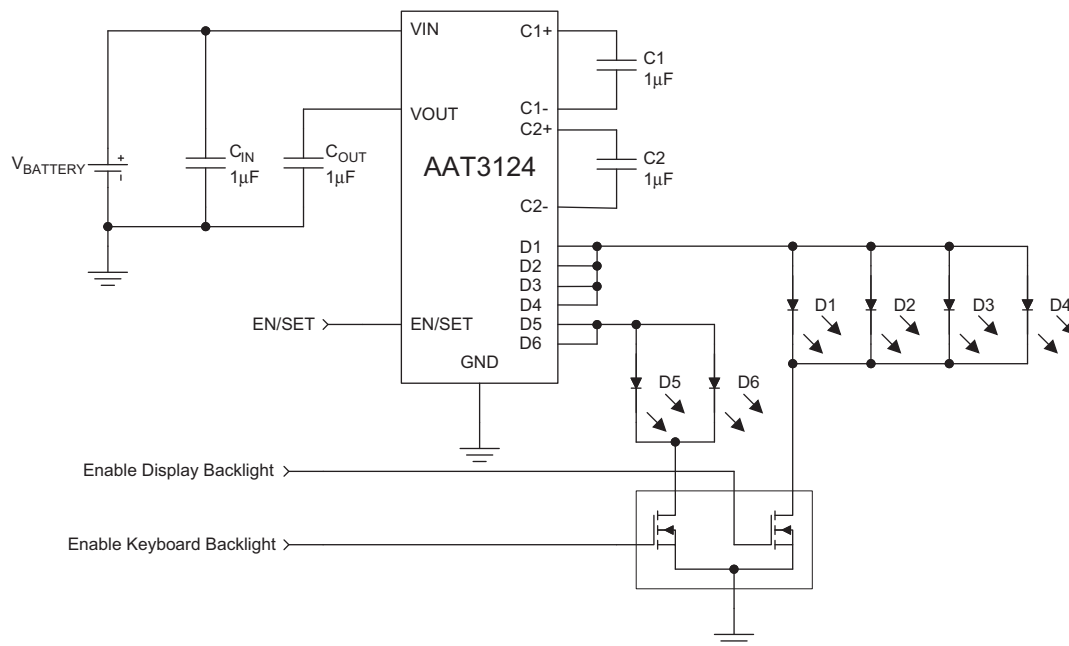 VIN
C1+
C1
1μF
VOUT
C1-
C2+
C_IN
1μF
C_OUT
1μF
V_BATTERY
+
-
AAT3124
C2
1μF
C2-
D1
D2
D3
D4
D5
D6
D1
D2
D3
D4
EN/SET
EN/SET
GND
D5
D6
Enable Display Backlight
Enable Keyboard Backlight